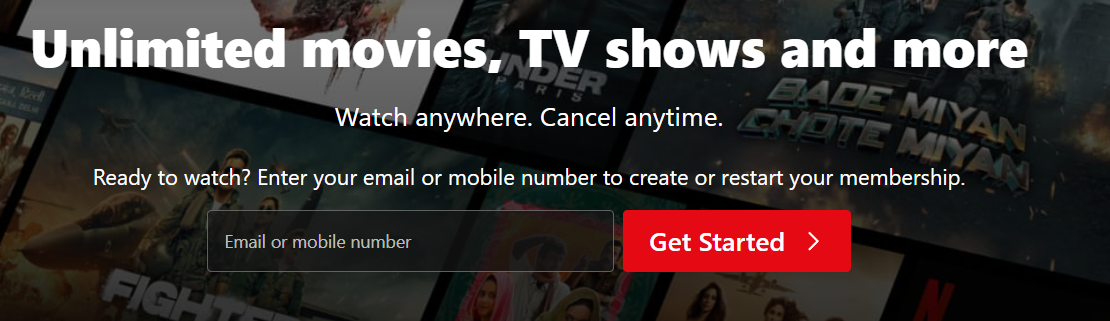 Unlimited movies, TV shows and more
UNDER
PARIS
BADE MIYAN
CHOTE MIYAN
Watch anywhere. Cancel anytime.
Ready to watch? Enter your email or mobile number to create or restart your membership.
Email or mobile number
Get Started
FIGHTER
N